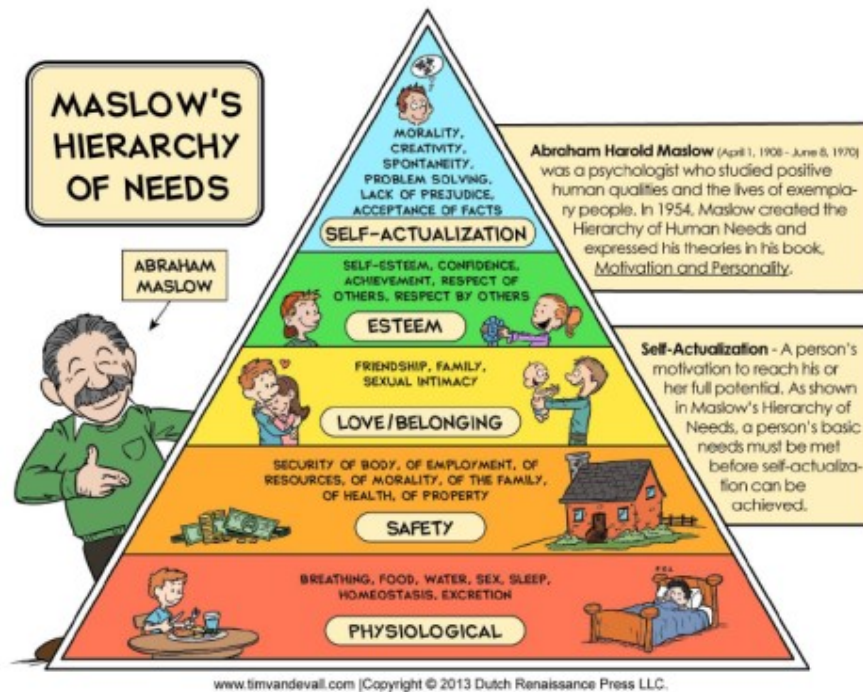 MASLOW'S
HIERARCHY
OF NEEDS
ABRAHAM
MASLOW
MORALITY,
CREATIVITY,
SPONTANEITY,
PROBLEM SOLVING,
LACK OF PREJUDICE,
ACCEPTANCE OF FACTS
SELF-ACTUALIZATION
SELF-ESTEEM, CONFIDENCE,
ACHIEVEMENT, RESPECT OF
OTHERS, RESPECT BY OTHERS
ESTEEM
FRIENDSHIP, FAMILY,
SEXUAL INTIMACY
LOVE/BELONGING
SECURITY OF BODY, OF EMPLOYMENT, OF
RESOURCES, OF MORALITY, OF THE FAMILY,
OF HEALTH, OF PROPERTY
SAFETY
BREATHING, FOOD, WATER, SEX, SLEEP,
HOMEOSTASIS, EXCRETION
PHYSIOLOGICAL
Abraham Harold Maslow (April 1, 1908 - June 8, 1970)
was a psychologist who studied positive
human qualities and the lives of exempla-
ry people. In 1954, Maslow created the
Hierarchy of Human Needs and
expressed his theories in his book,
Motivation and Personality.
Self-Actualization - A person's
motivation to reach his or
her full potential. As shown
in Maslow's Hierarchy of
Needs, a person's basic
needs must be met
before self-actualiza-
tion can be
achieved.
www.timvandevall.com |Copyright © 2013 Dutch Renaissance Press LLC.